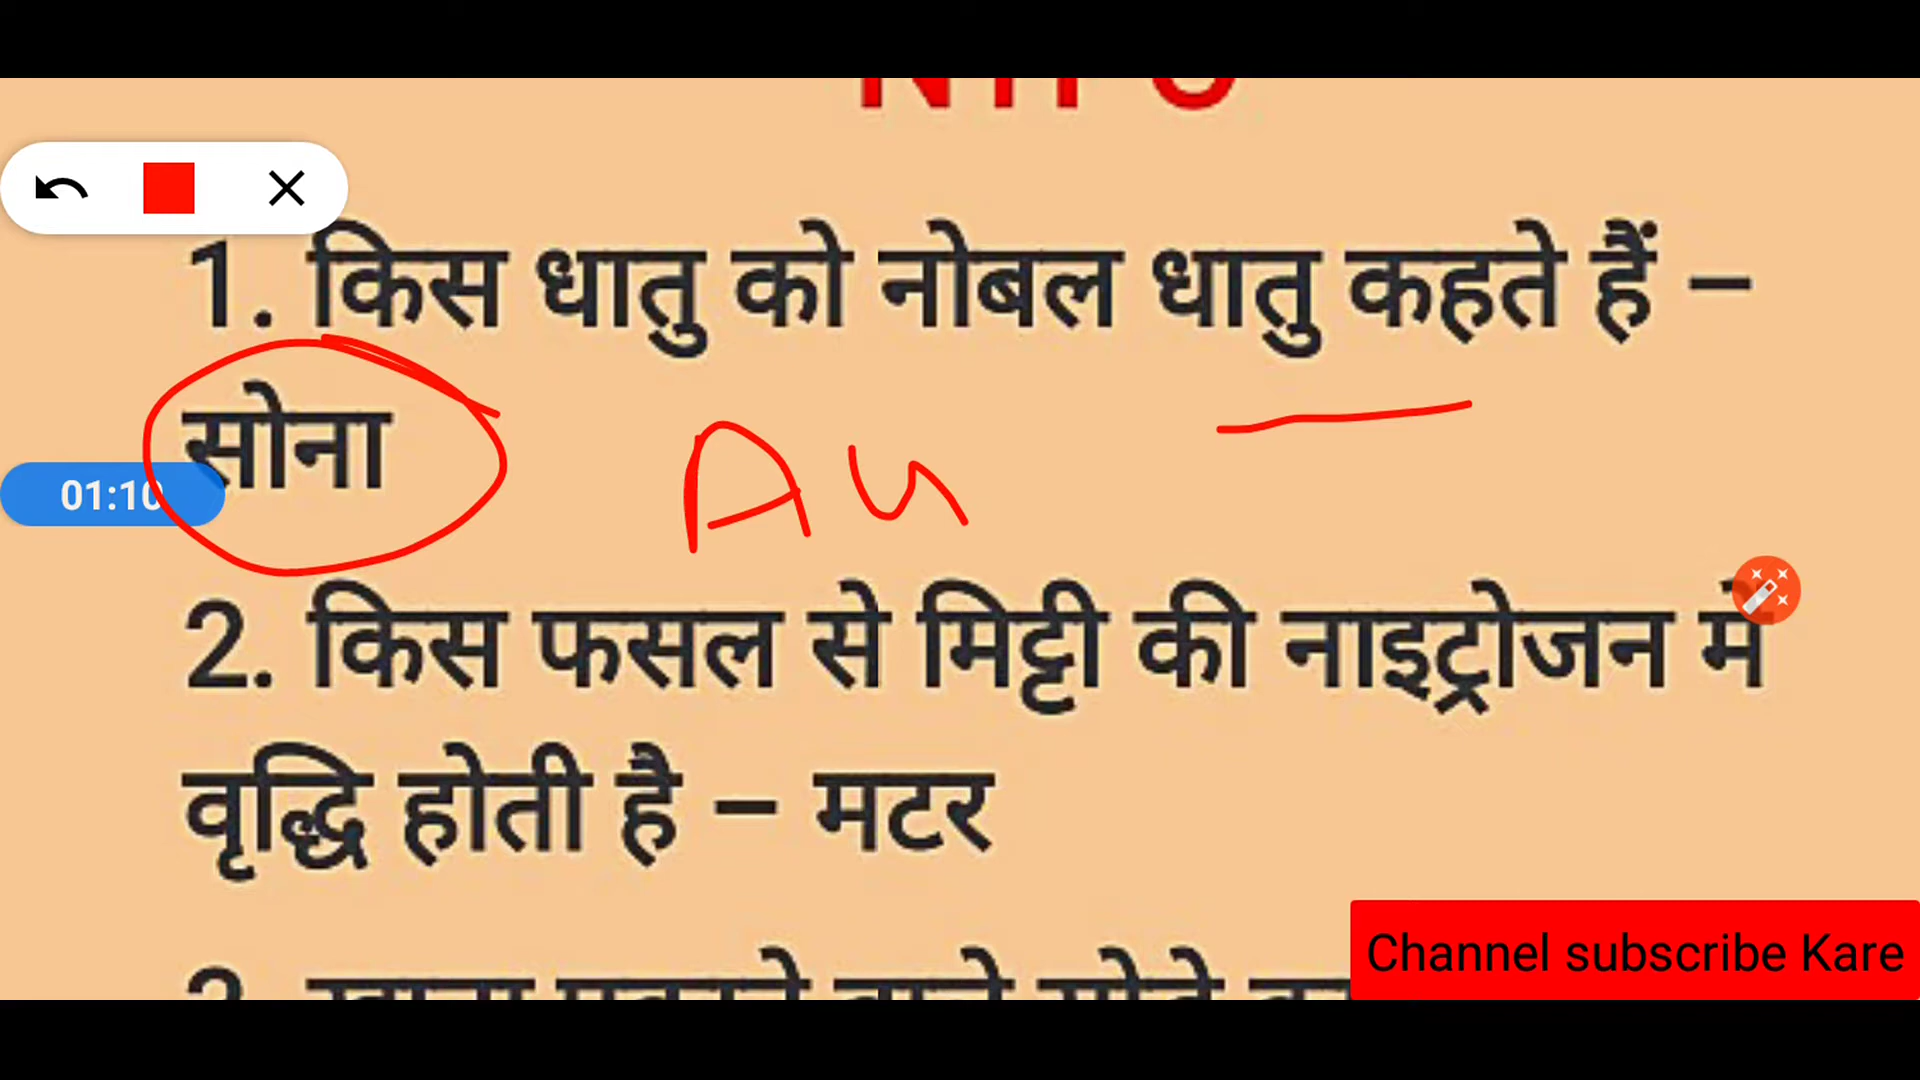 1. किस धातु को नोबल धातु कहते हैं –
सोना
Au
01:10
2. किस फसल से मिट्टी की नाइट्रोजन में
वृद्धि होती है – मटर
Channel subscribe Kare